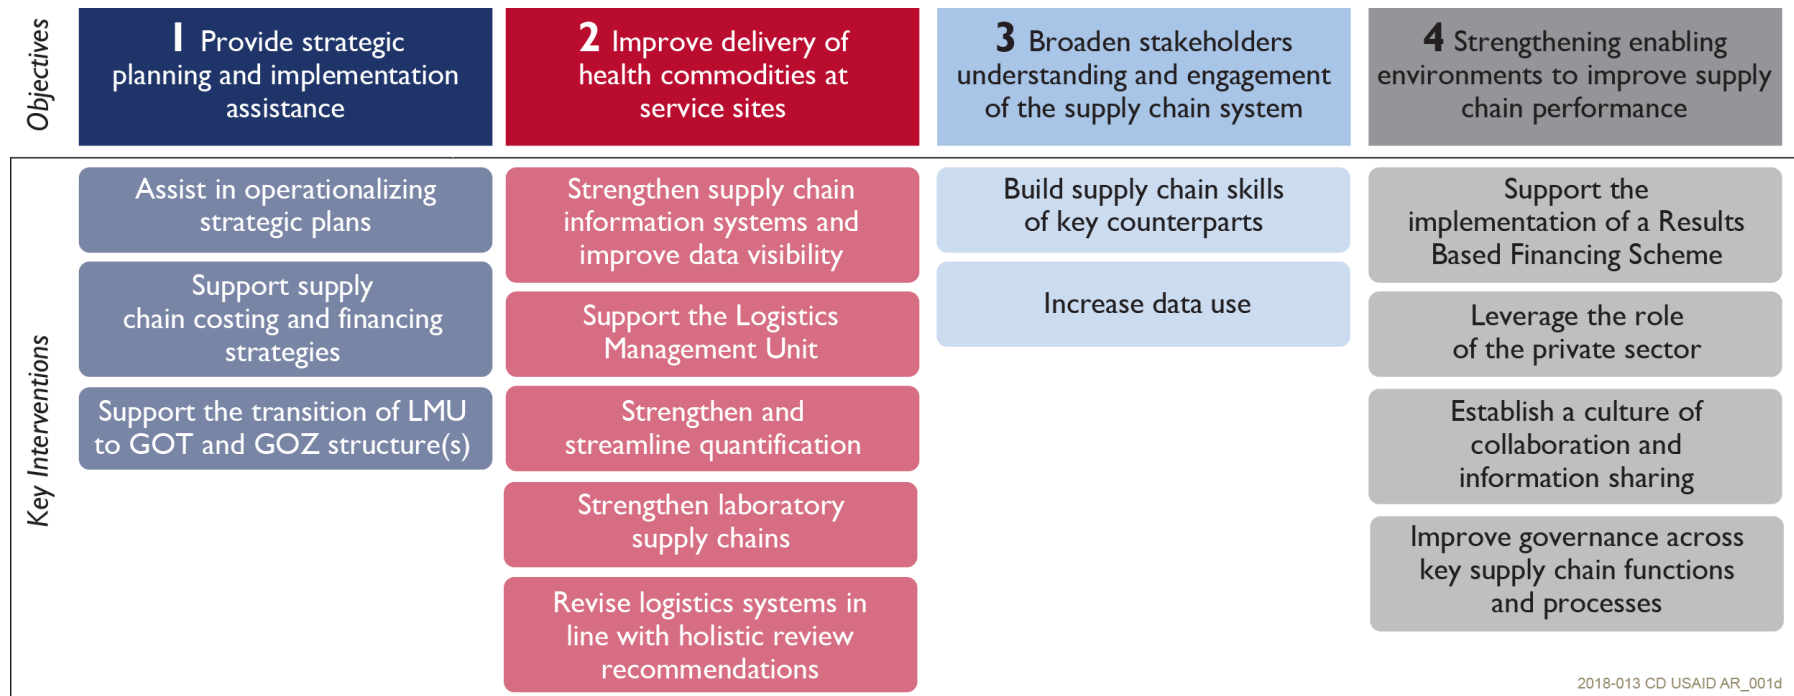 Objectives
1 Provide strategic
planning and implementation
assistance
2 Improve delivery of
health commodities at
service sites
3 Broaden stakeholders
understanding and engagement
of the supply chain system
4 Strengthening enabling
environments to improve supply
chain performance
Key Interventions
Assist in operationalizing
strategic plans
Support supply
chain costing and financing
strategies
Support the transition of LMU
to GOT and GOZ structure(s)
Strengthen supply chain
information systems and
improve data visibility
Support the Logistics
Management Unit
Strengthen and
streamline quantification
Strengthen laboratory
supply chains
Revise logistics systems in
line with holistic review
recommendations
Build supply chain skills
of key counterparts
Increase data use
Support the
implementation of a Results
Based Financing Scheme
Leverage the role
of the private sector
Establish a culture of
collaboration and
information sharing
Improve governance across
key supply chain functions
and processes
2018-013 CD USAID AR_001d